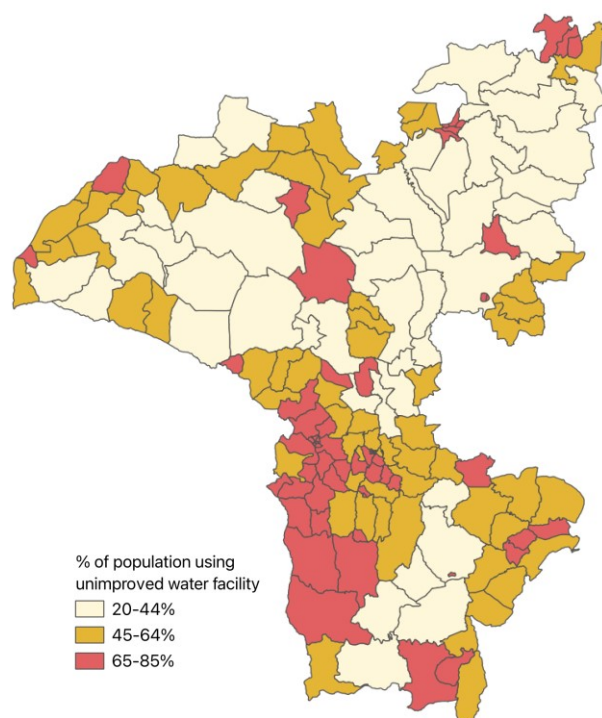 % of population using
unimproved water facility
20-44%
45-64%
65-85%